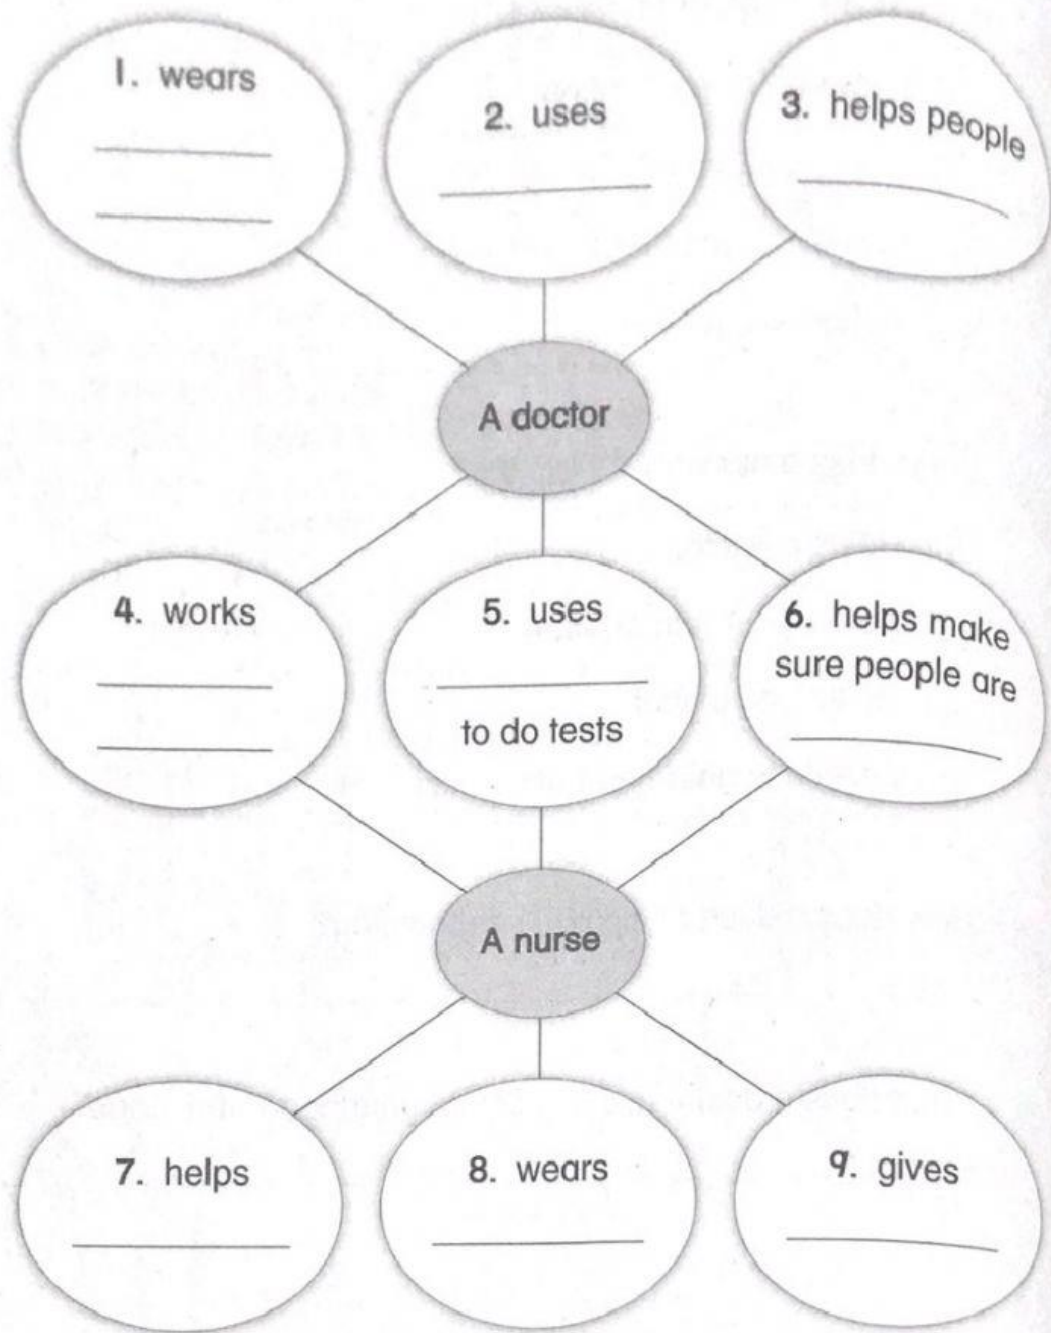 1. wears
2. uses
3. helps people
A doctor
4. works
5. uses
to do tests
6. helps make
sure people are
A nurse
7. helps
8. wears
9. gives